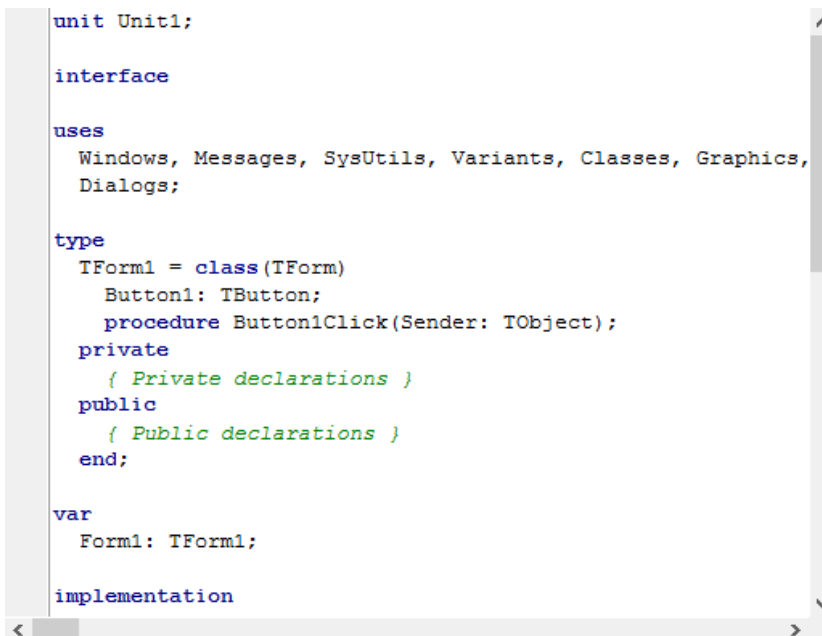 unit Unit1;
interface
uses
Windows, Messages, SysUtils, Variants, Classes, Graphics,
Dialogs;
type
TForm1 = class(TForm)
Button1: TButton;
procedure Button1Click(Sender: TObject);
private
{ Private declarations }
public
{ Public declarations }
end;
var
Form1: TForm1;
implementation